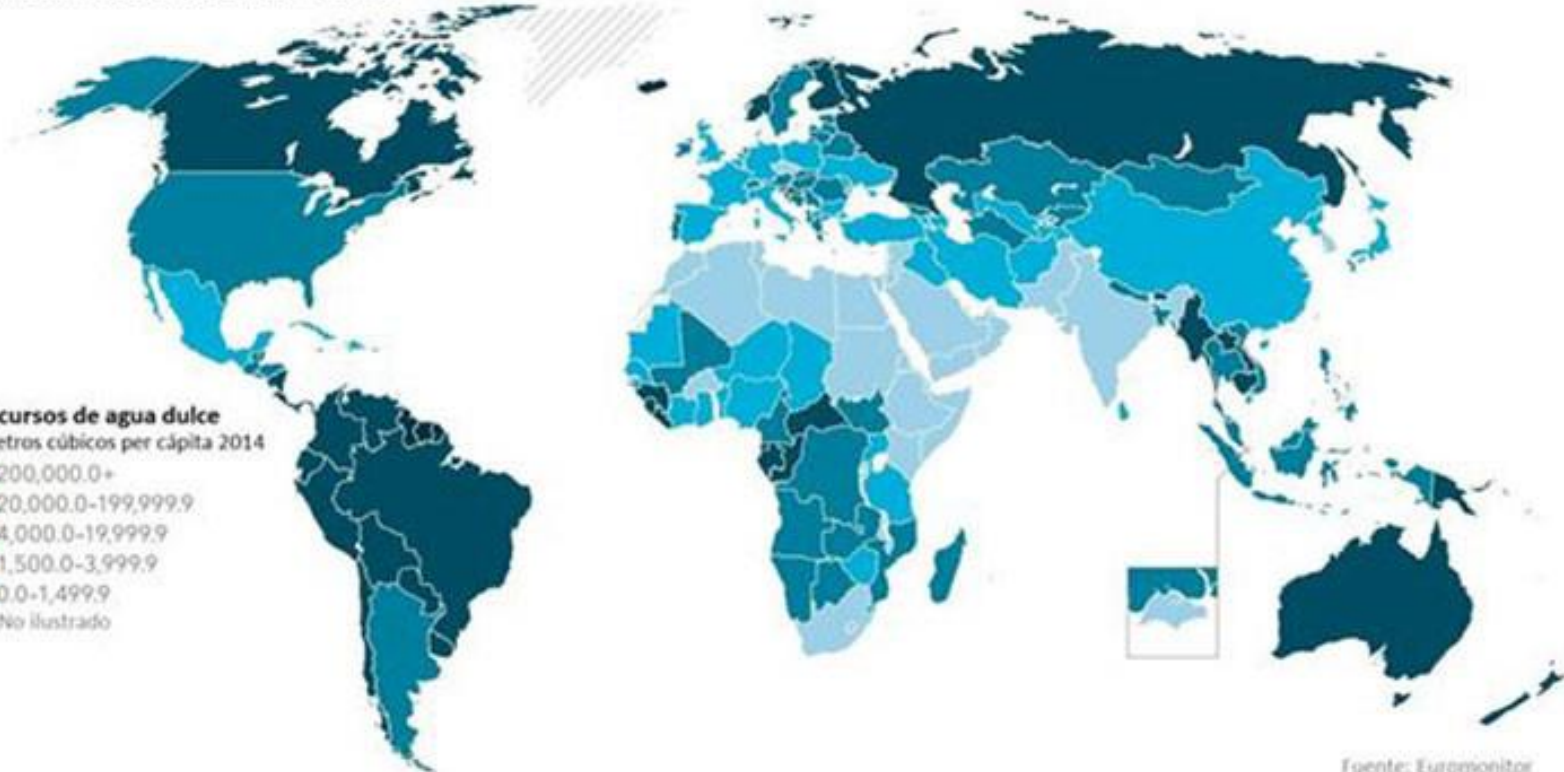 cursos de agua dulce
etros cúbicos per cápita 2014
200,000.0+
20,000.0-199,999.9
4,000.0-19,999.9
1,500.0-3,999.9
0.0-1,499.9
No ilustrado
Fuente: Euromonitor